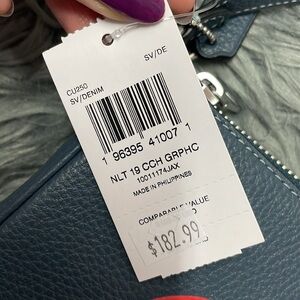 CU250
SV/DE
SV/DENIM
1 96395 41007 1
NLT 19 CCH GRPHC
10011174JAX
MADE IN PHILIPPINES
COMPARABLE VALUE
$182.99